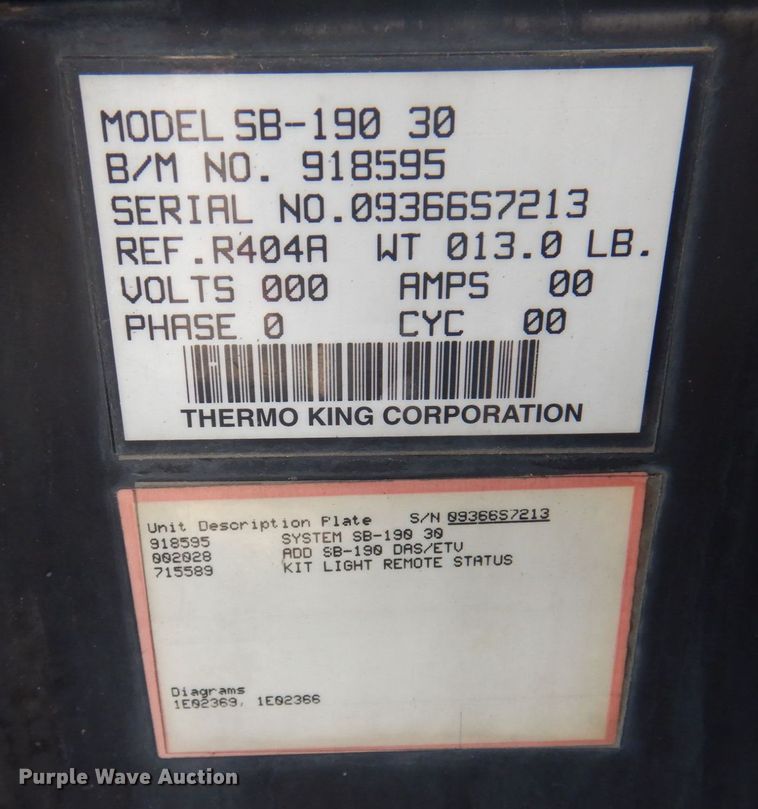 MODEL SB-190 30
B/M NO. 918595
SERIAL NO.0936657213
REF.R404A WT 013.0 LB.
VOLTS 000 AMPS 00
PHASE 0 CYC 00
THERMO KING CORPORATION
Unit Description Plate S/N 0936657213
918595 SYSTEM SB-190 30
002028 ADD SB-190 DAS/ETV
715589 KIT LIGHT REMOTE STATUS
Diagrams
1E02369, 1E02366
Purple Wave Auction